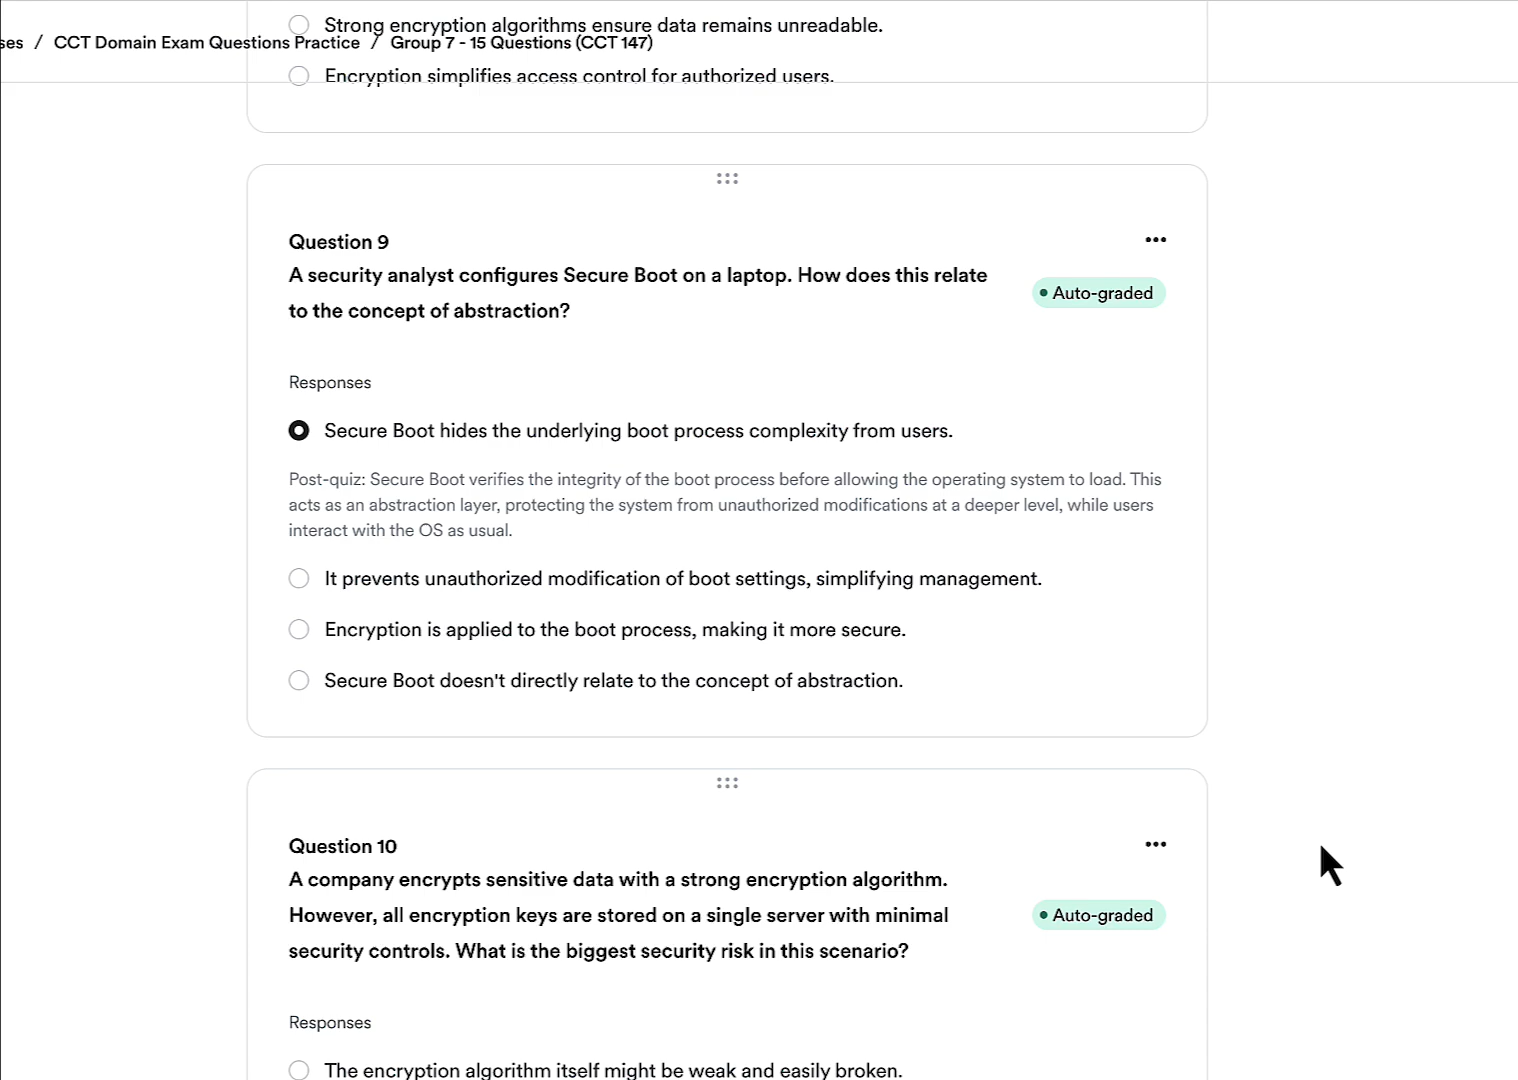 Strong encryption algorithms ensure data remains unreadable.
ses / CCT Domain Exam Questions Practice / Group 7 - 15 Questions (CCT 147)
Encryption simplifies access control for authorized users.
Question 9
A security analyst configures Secure Boot on a laptop. How does this relate
to the concept of abstraction?
Auto-graded
Responses
Secure Boot hides the underlying boot process complexity from users.
Post-quiz: Secure Boot verifies the integrity of the boot process before allowing the operating system to load. This
acts as an abstraction layer, protecting the system from unauthorized modifications at a deeper level, while users
interact with the OS as usual.
It prevents unauthorized modification of boot settings, simplifying management.
Encryption is applied to the boot process, making it more secure.
Secure Boot doesn't directly relate to the concept of abstraction.
Question 10
A company encrypts sensitive data with a strong encryption algorithm.
However, all encryption keys are stored on a single server with minimal
security controls. What is the biggest security risk in this scenario?
Auto-graded
Responses
The encryption algorithm itself might be weak and easily broken.